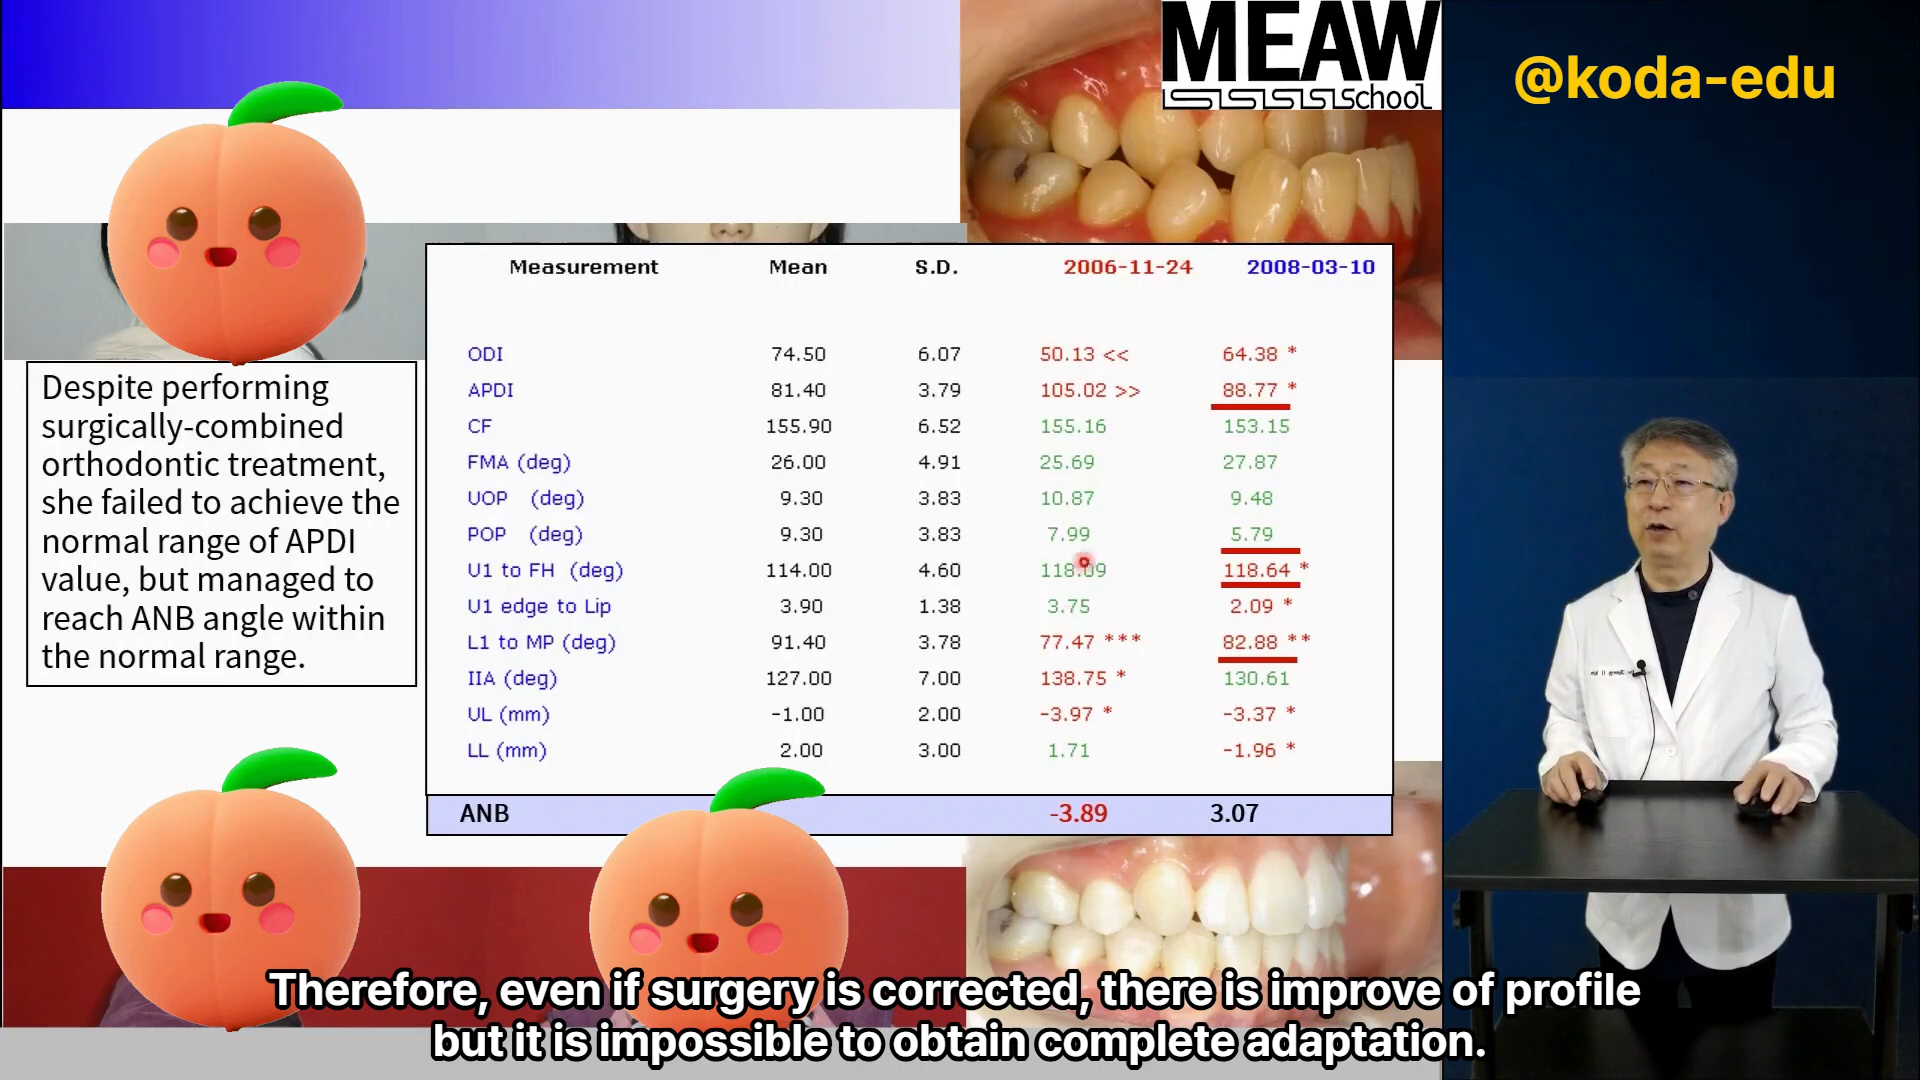 MEAW
school
@koda-edu
Despite performing
surgically-combined
orthodontic treatment,
she failed to achieve the
normal range of APDI
value, but managed to
reach ANB angle within
the normal range.
Measurement Mean S.D. 2006-11-24 2008-03-10
ODI 74.50 6.07 50.13 << 64.38 *
APDI 81.40 3.79 105.02 >> 88.77 *
CF 155.90 6.52 155.16 153.15
FMA (deg) 26.00 4.91 25.69 27.87
UOP (deg) 9.30 3.83 10.87 9.48
POP (deg) 9.30 3.83 7.99 5.79
U1 to FH (deg) 114.00 4.60 118.09 118.64 *
U1 edge to Lip 3.90 1.38 3.75 2.09 *
L1 to MP (deg) 91.40 3.78 77.47 *** 82.88 **
IIA (deg) 127.00 7.00 138.75 * 130.61
UL (mm) -1.00 2.00 -3.97 * -3.37 *
LL (mm) 2.00 3.00 1.71 -1.96 *
ANB -3.89 3.07
Therefore, even if surgery is corrected, there is improve of profile
but it is impossible to obtain complete adaptation.